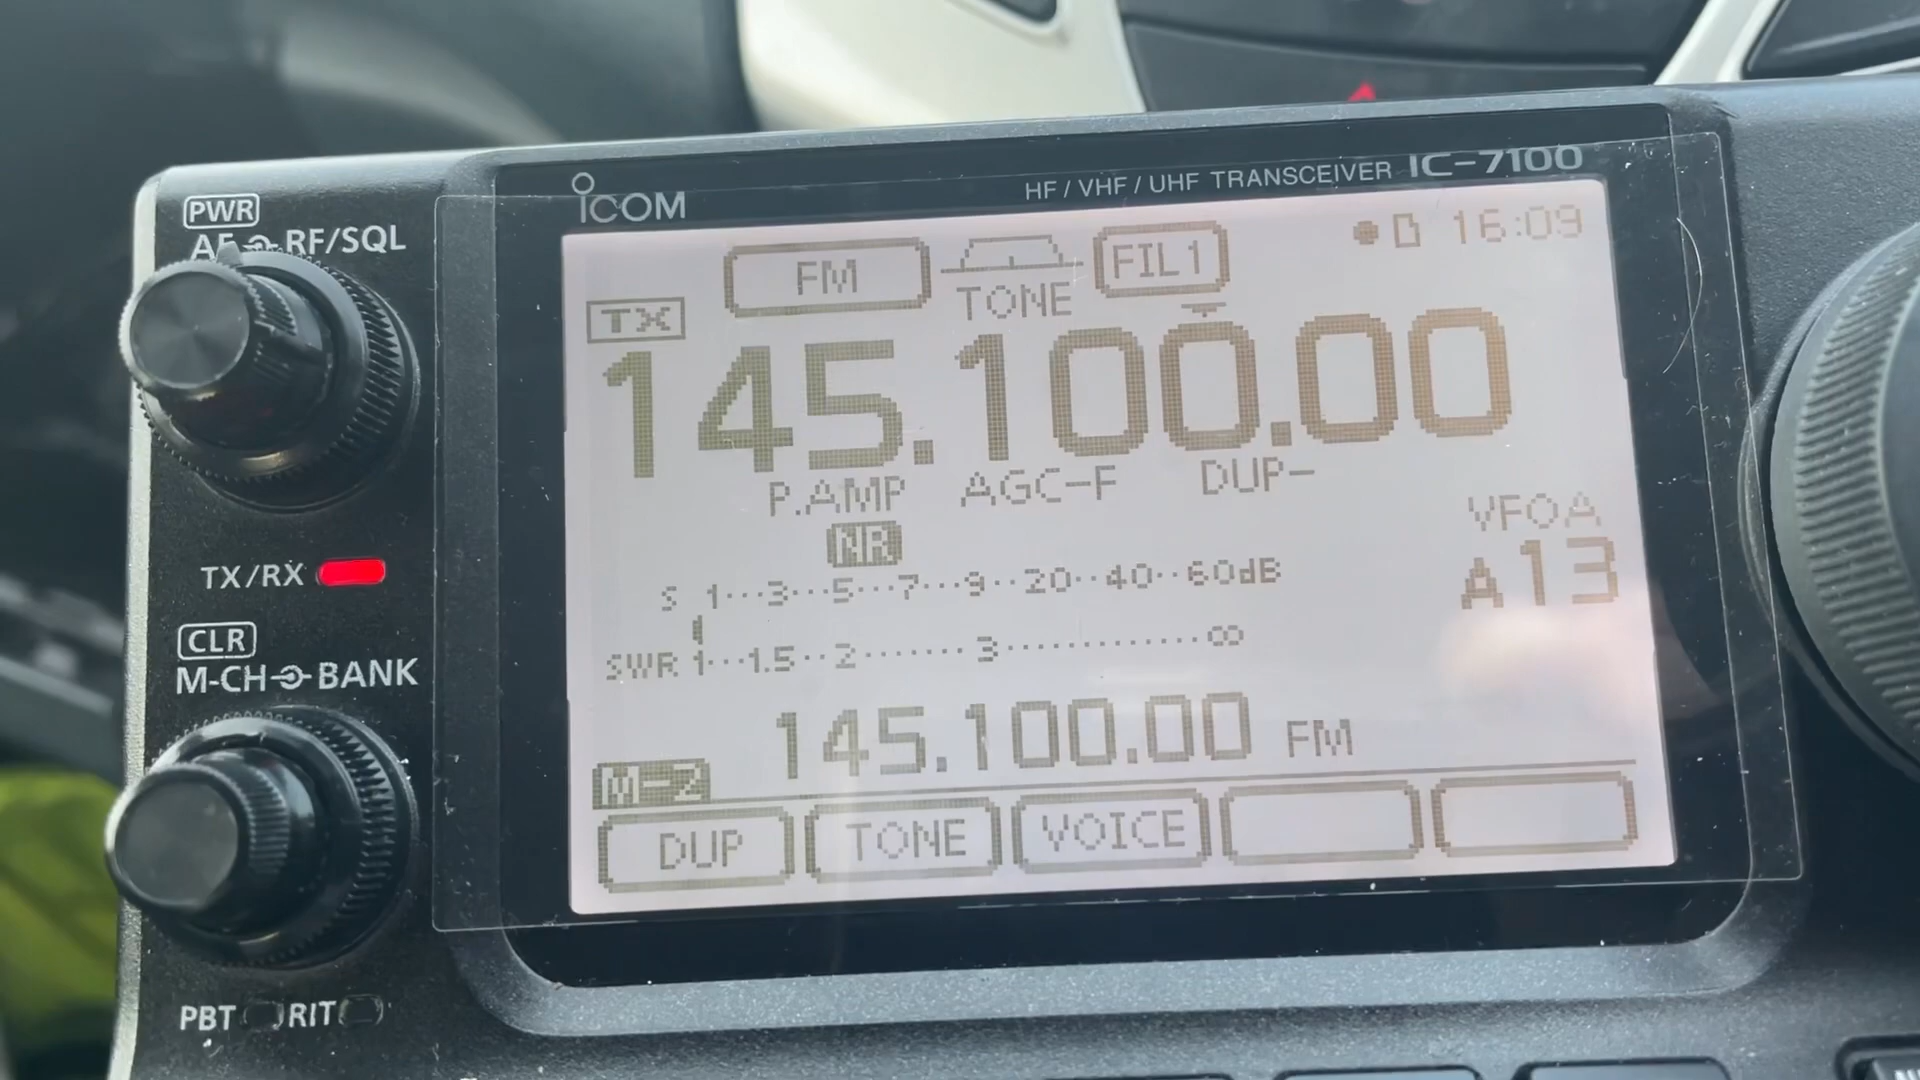 ICOM
HF/VHF/UHF TRANSCEIVER IC-7100
PWR
AF RF/SQL
FM FIL1 16:09
TONE
TX
145.100.00
P.AMP AGC-F DUP-
NR
VFOA
A13
TX/RX
S 1 3 5 7 9 20 40 60dB
SWR 1 1.5 2 3 ∞
CLR
M-CH BANK
145.100.00 FM
M-2
DUP TONE VOICE
PBT RIT